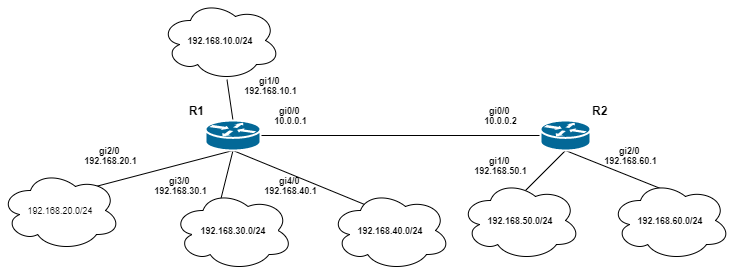 192.168.10.0/24
gi1/0
192.168.10.1
R1
gi0/0
10.0.0.1
gi0/0
10.0.0.2
R2
gi2/0
192.168.20.1
gi3/0
192.168.30.1
gi4/0
192.168.40.1
gi1/0
192.168.50.1
gi2/0
192.168.60.1
192.168.20.0/24
192.168.30.0/24
192.168.40.0/24
192.168.50.0/24
192.168.60.0/24